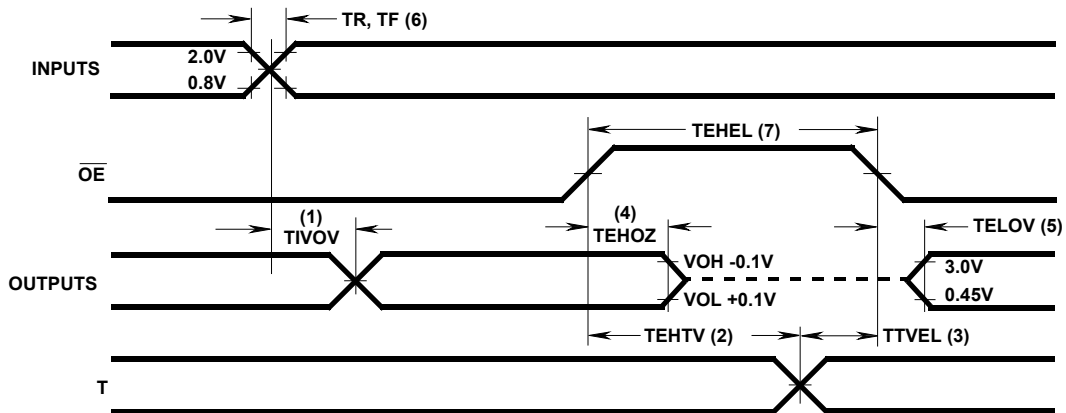 TR, TF (6)
INPUTS
2.0V
0.8V
TEHEL (7)
OE
(1)
TIVOV
(4)
TEHOZ
TELOV (5)
OUTPUTS
VOH -0.1V
VOL +0.1V
3.0V
0.45V
TEHTV (2)
TTVEL (3)
T